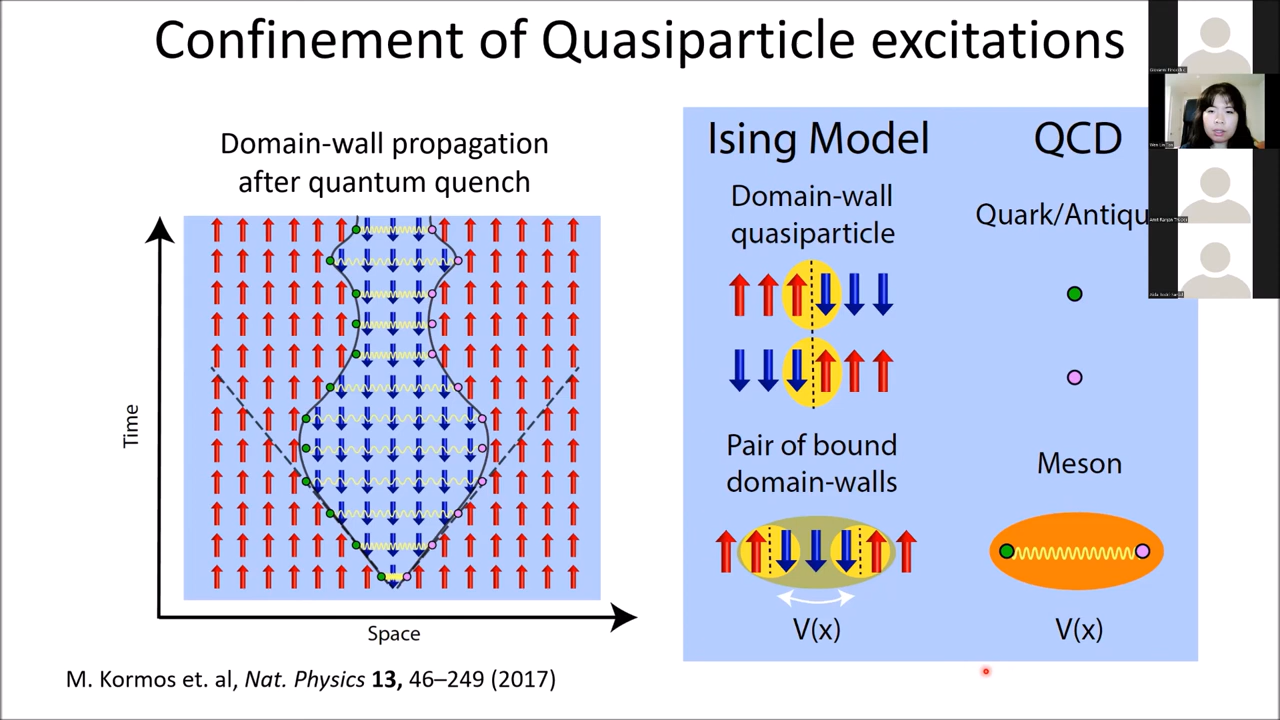 Confinement of Quasiparticle excitations
Domain-wall propagation
after quantum quench
Time
Space
M. Kormos et. al, Nat. Physics 13, 46–249 (2017)
Ising Model
QCD
Domain-wall
quasiparticle
Quark/Antiqu
Pair of bound
domain-walls
Meson
V(x)
V(x)